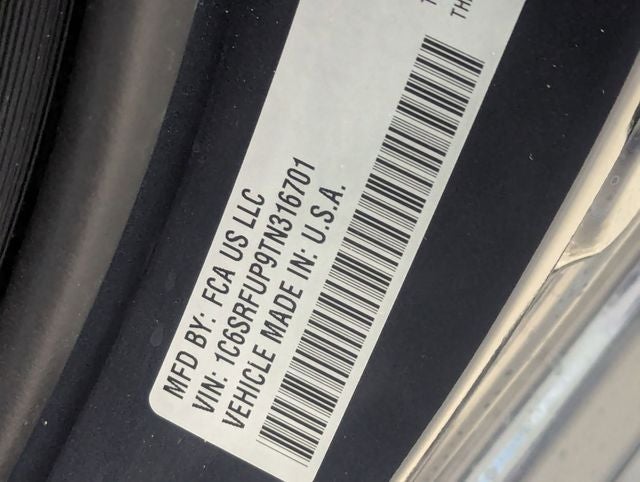 MFD BY: FCA US LLC
VIN: 1C6SRFUP9TN316701
VEHICLE MADE IN: U.S.A.